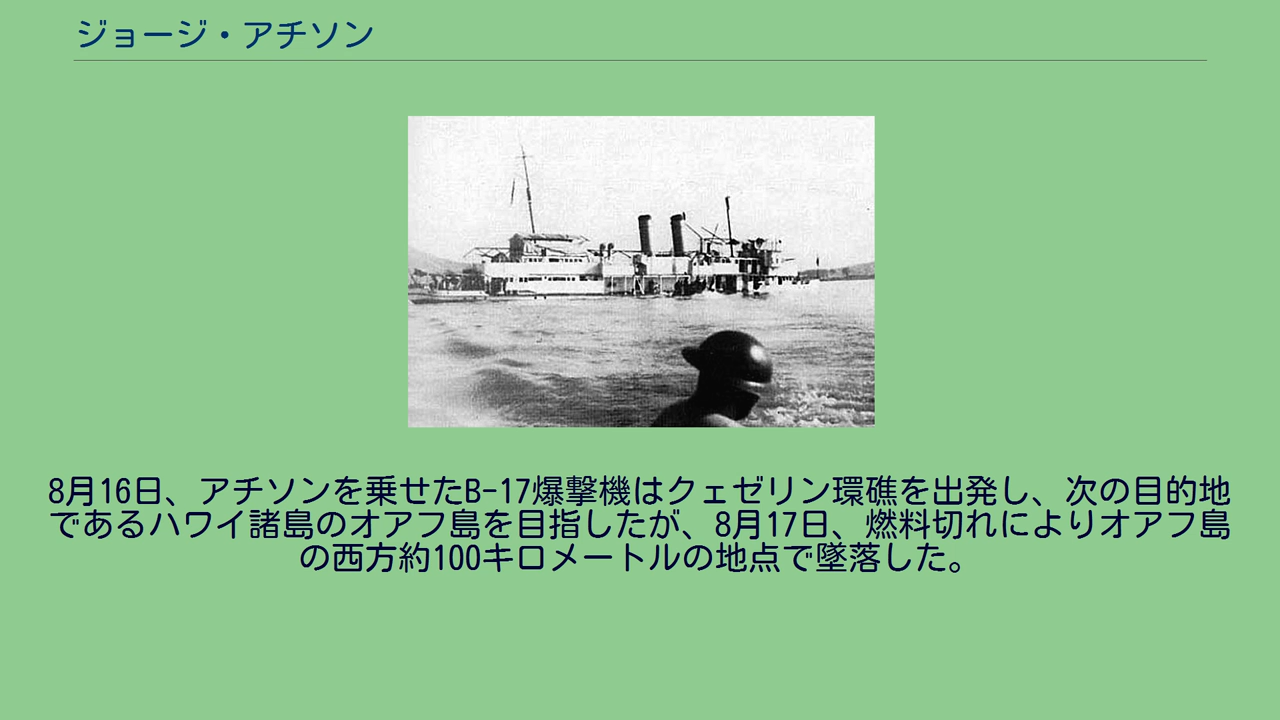 ジョージ・アチソン
8月16日、アチソンを乗せたB-17爆撃機はクェゼリン環礁を出発し、次の目的地
であるハワイ諸島のオアフ島を目指したが、8月17日、燃料切れによりオアフ島
の西方約100キロメートルの地点で墜落した。